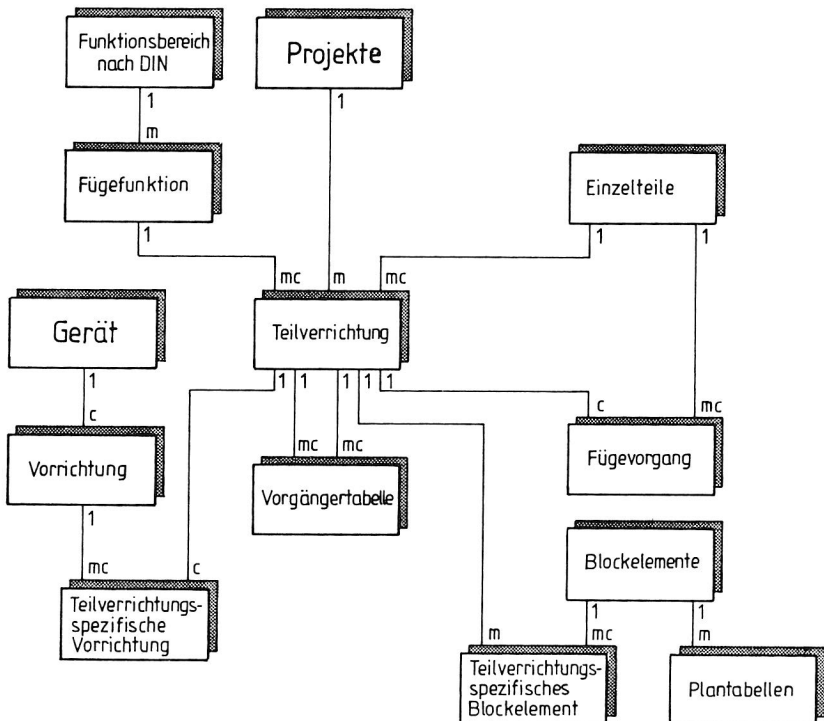 Funktionsbereich
nach DIN
Projekte
1
1
m
Fügefunktion
Einzelteile
1
1
1
mc
m
mc
Gerät
Teilverrichtung
1
1
1
1
1
1
c
c
mc
Vorrichtung
mc
mc
Fügevorgang
Vorgängertabelle
1
Blockelemente
mc
c
Teilverrichtungs-
spezifische
Vorrichtung
1
1
m
mc
m
Teilverrichtungs-
spezifisches
Blockelement
Plantabellen